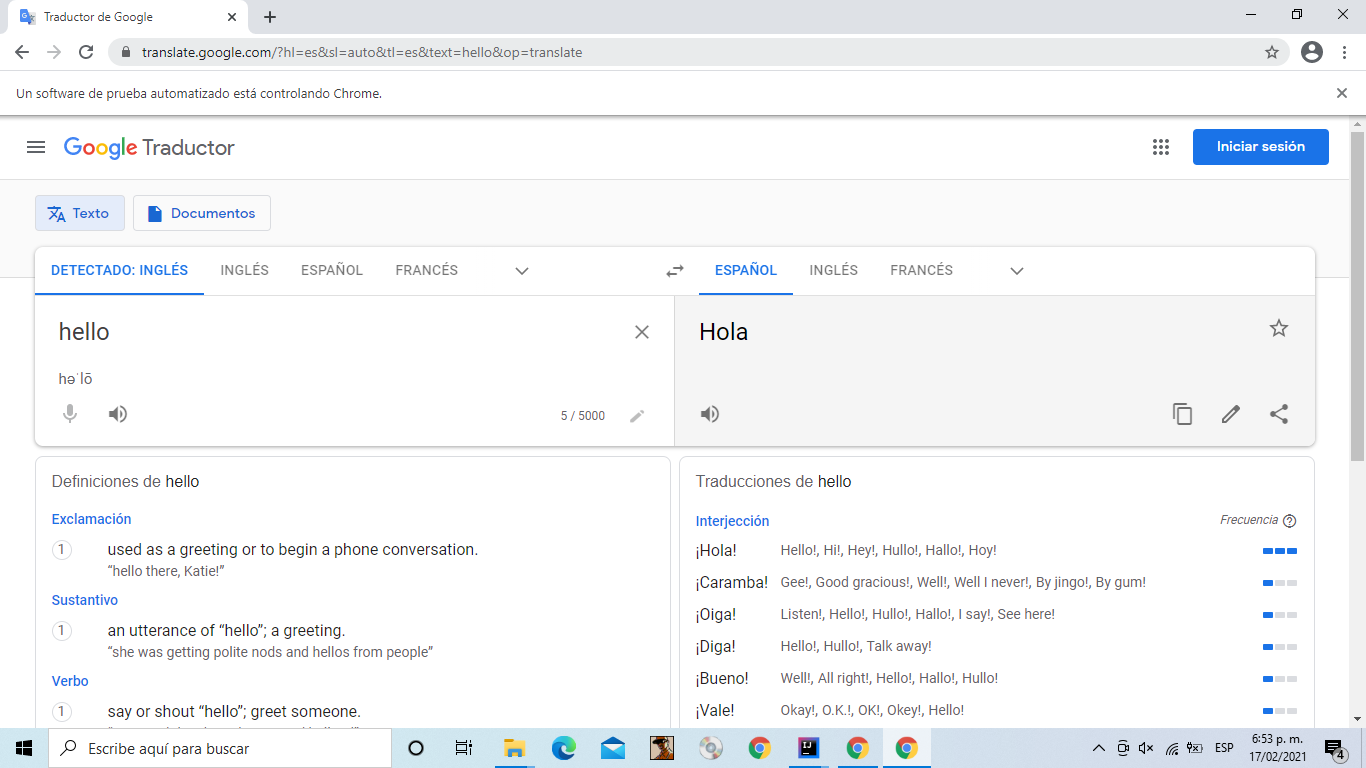 Traductor de Google
translate.google.com/?hl=es&sl=auto&tl=es&text=hello&op=translate
Un software de prueba automatizado está controlando Chrome.
Google Traductor
Iniciar sesión
Texto
Documentos
DETECTADO: INGLÉS INGLÉS ESPAÑOL FRANCÉS
ESPAÑOL INGLÉS FRANCÉS
hello
həˈlō
5 / 5000
Hola
Definiciones de hello
Exclamación
1 used as a greeting or to begin a phone conversation.
“hello there, Katie!”
Sustantivo
1 an utterance of “hello”; a greeting.
“she was getting polite nods and hellos from people”
Verbo
1 say or shout “hello”; greet someone.
Traducciones de hello
Interjección Frecuencia
¡Hola! Hello!, Hi!, Hey!, Hullo!, Hallo!, Hoy!
¡Caramba! Gee!, Good gracious!, Well!, Well I never!, By jingo!, By gum!
¡Oiga! Listen!, Hello!, Hullo!, Hallo!, I say!, See here!
¡Diga! Hello!, Hullo!, Talk away!
¡Bueno! Well!, All right!, Hello!, Hallo!, Hullo!
¡Vale! Okay!, O.K.!, OK!, Okey!, Hello!
Escribe aquí para buscar
IJ
ESP
6:53 p. m.
17/02/2021
4